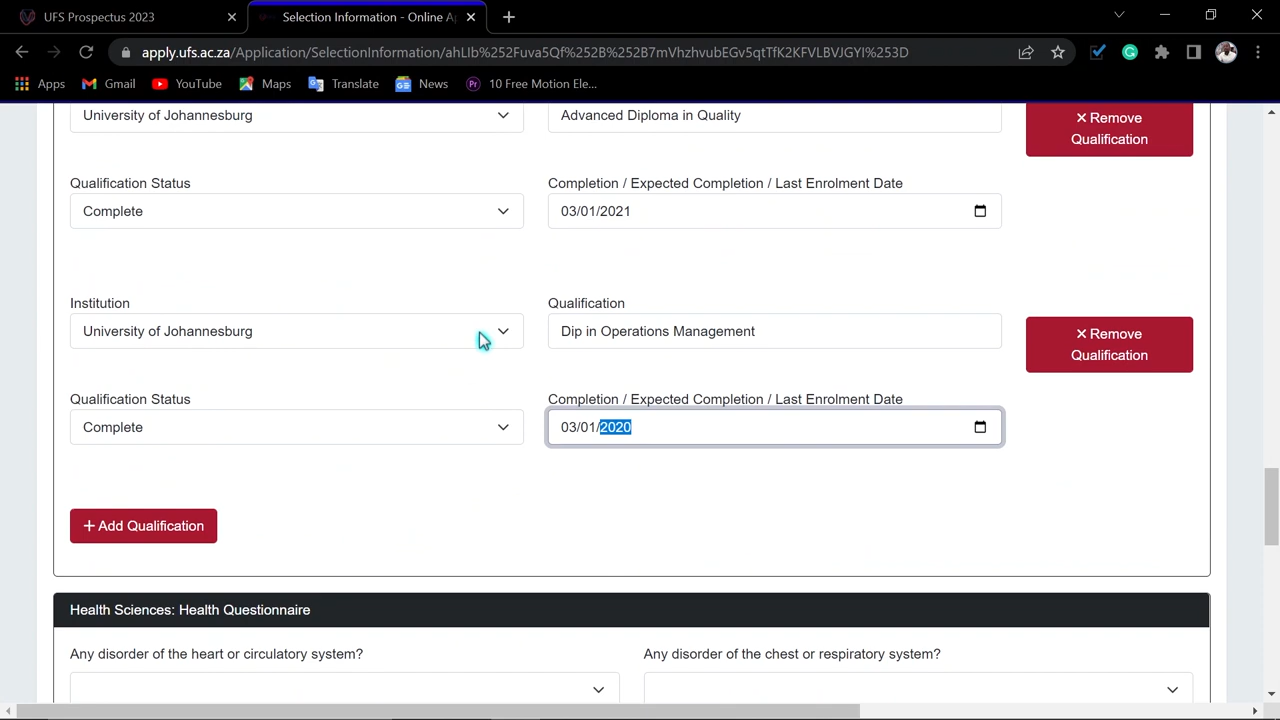 UFS Prospectus 2023
Selection Information - Online Ap
apply.ufs.ac.za/Application/SelectionInformation/ahLIb%252Fuva5Qf%252B%252B7mVhzhvubEGv5qtTfK2KFVLBVJGYI%253D
Apps Gmail YouTube Maps Translate News 10 Free Motion Ele...
University of Johannesburg Advanced Diploma in Quality
× Remove
Qualification
Qualification Status Completion / Expected Completion / Last Enrolment Date
Complete 03/01/2021
Institution Qualification
University of Johannesburg Dip in Operations Management
× Remove
Qualification
Qualification Status Completion / Expected Completion / Last Enrolment Date
Complete 03/01/2020
+ Add Qualification
Health Sciences: Health Questionnaire
Any disorder of the heart or circulatory system? Any disorder of the chest or respiratory system?